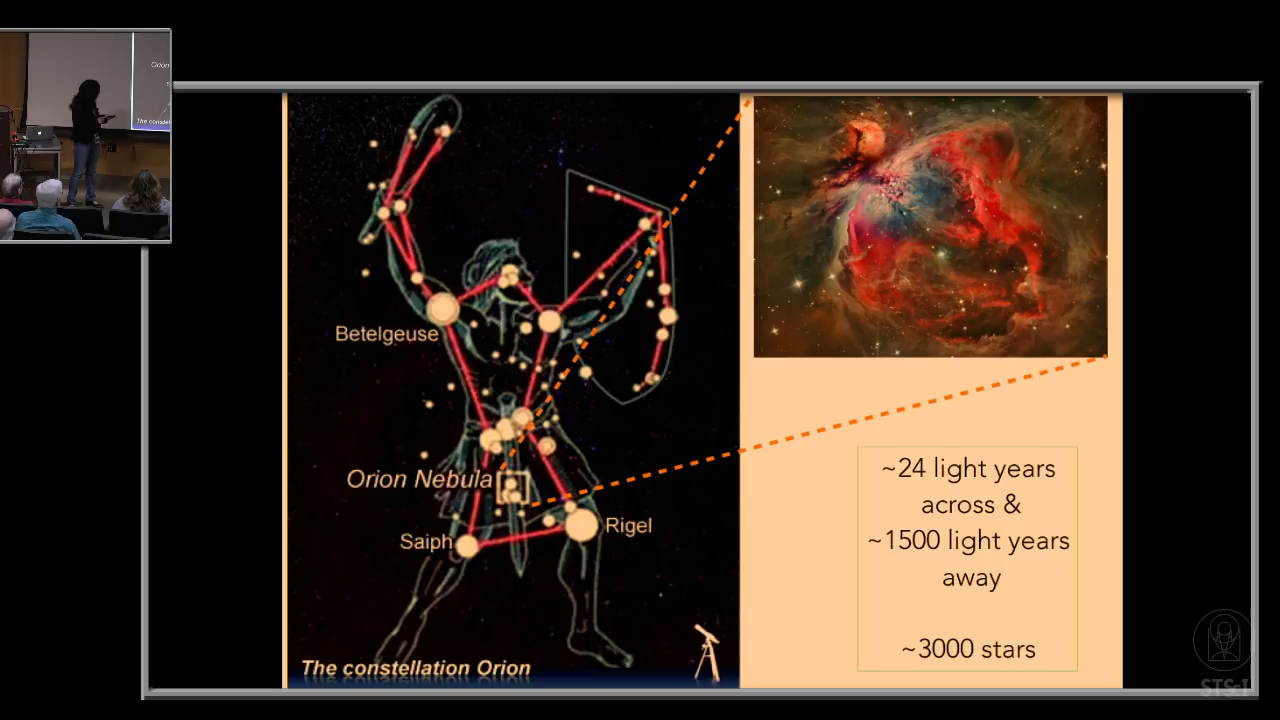 Betelgeuse
Orion Nebula
Saiph
Rigel
The constellation Orion
~24 light years
across &
~1500 light years
away
~3000 stars
STScI